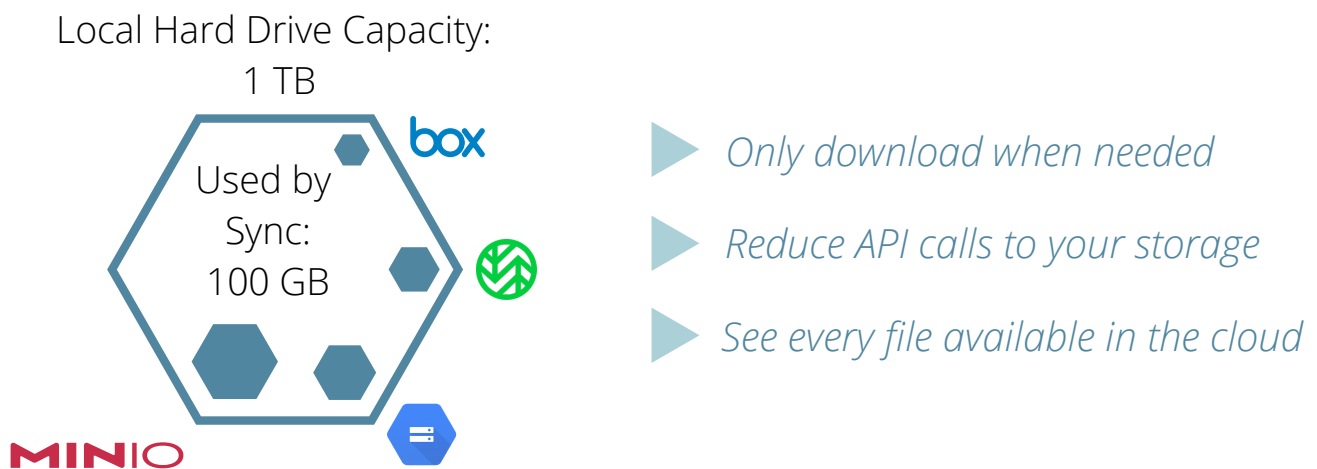 Local Hard Drive Capacity:
1 TB
box
Used by
Sync:
100 GB
MINIO
Only download when needed
Reduce API calls to your storage
See every file available in the cloud